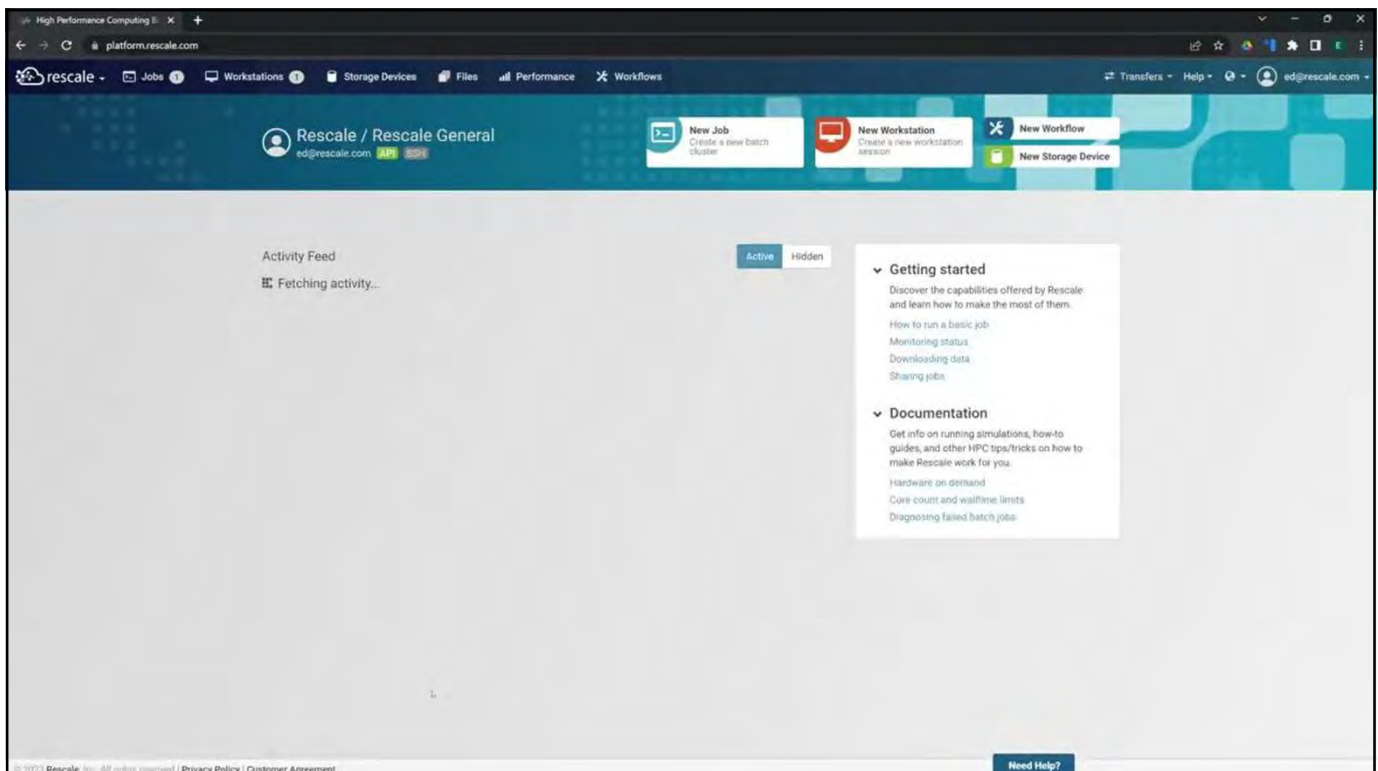 High Performance Computing B
platform.rescale.com
rescale
Jobs 1
Workstations 1
Storage Devices
Files
Performance
Workflows
Transfers
Help
ed@rescale.com
Rescale / Rescale General
ed@rescale.com API SSH
New Job
Create a new batch
cluster
New Workstation
Create a new workstation
session
New Workflow
New Storage Device
Activity Feed
Active
Hidden
Fetching activity...
Getting started
Discover the capabilities offered by Rescale
and learn how to make the most of them.
How to run a basic job
Monitoring status
Downloading data
Sharing jobs
Documentation
Get info on running simulations, how-to
guides, and other HPC tips/tricks on how to
make Rescale work for you.
Hardware on demand
Core count and walltime limits
Diagnosing failed batch jobs
Need Help?
© 2023 Rescale, Inc. All rights reserved | Privacy Policy | Customer Agreement